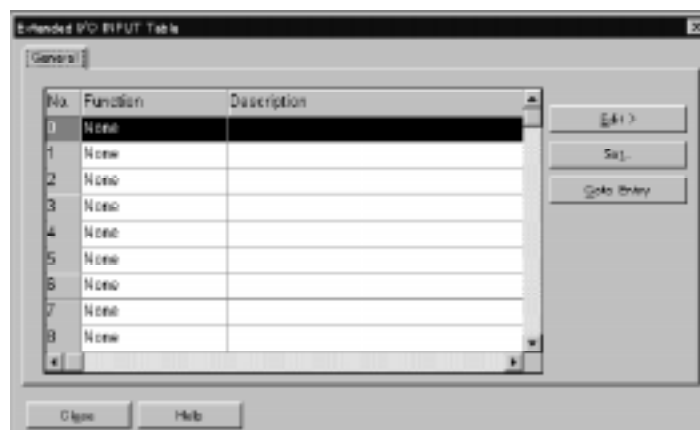 Extended I/O INPUT Table
General
No. Function Description
0 None
1 None
2 None
3 None
4 None
5 None
6 None
7 None
8 None
Edit >
Set..
Goto Entry
Close Help